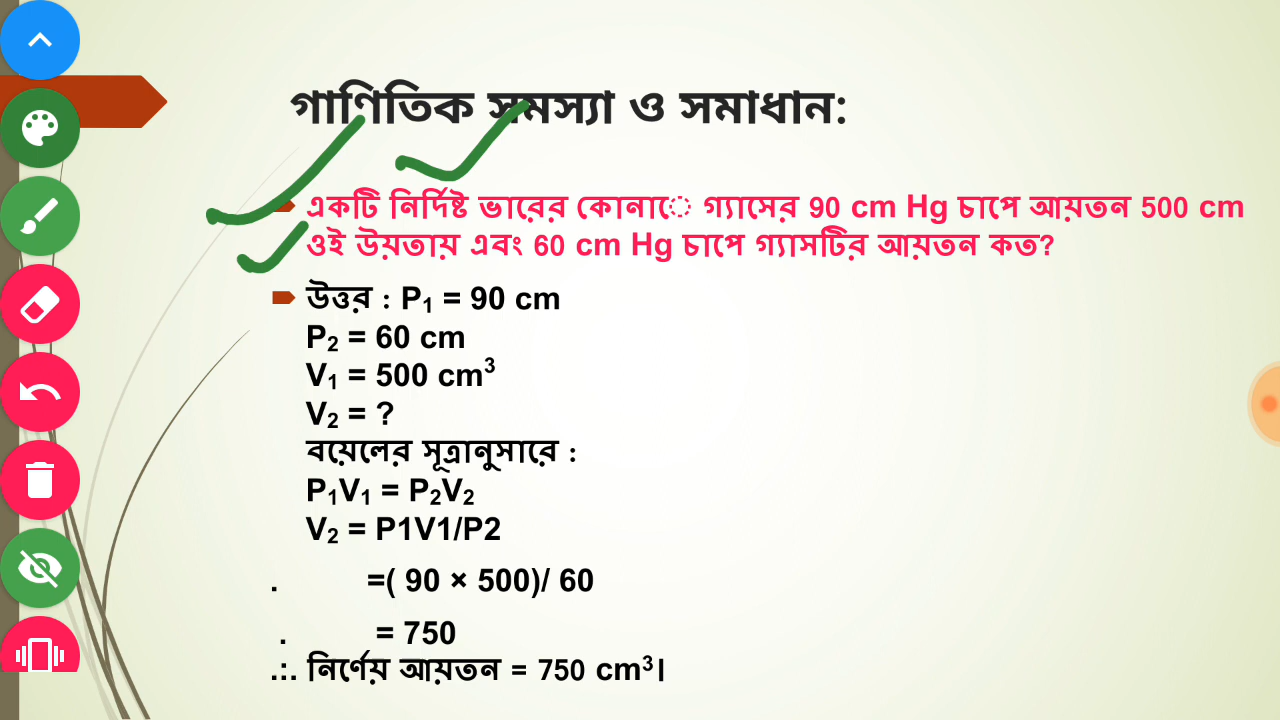 গাণিতিক সমস্যা ও সমাধান:
একটি নির্দিষ্ট ভারের কোনাে গ্যাসের 90 cm Hg চাপে আয়তন 500 cm
ওই উয়তায় এবং 60 cm Hg চাপে গ্যাসটির আয়তন কত?
উত্তর : P₁ = 90 cm
P₂ = 60 cm
V₁ = 500 cm³
V₂ = ?
বয়েলের সূত্রানুসারে :
P₁V₁ = P₂V₂
V₂ = P1V1/P2
. =( 90 × 500)/ 60
. = 750
.:. নির্ণেয় আয়তন = 750 cm³।